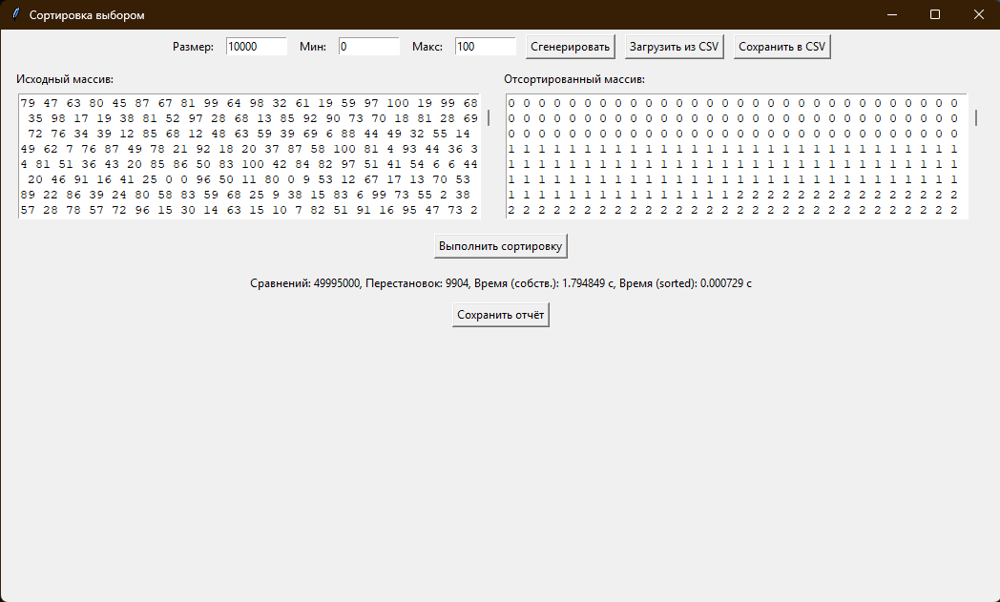 Сортировка выбором
Размер: 10000 Мин: 0 Макс: 100 Сгенерировать Загрузить из CSV Сохранить в CSV
Исходный массив:
79 47 63 80 45 87 67 81 99 64 98 32 61 19 59 97 100 19 99 68
35 98 17 19 38 81 52 97 28 68 13 85 92 90 73 70 18 81 28 69
72 76 34 39 12 85 68 12 48 63 59 39 69 6 88 44 49 32 55 14
49 62 7 76 87 49 78 21 92 18 20 37 87 58 100 81 4 93 44 36 3
4 81 51 36 43 20 85 86 50 83 100 42 84 82 97 51 41 54 6 6 44
20 46 91 16 41 25 0 0 96 50 11 80 0 9 53 12 67 17 13 70 53
89 22 86 39 24 80 58 83 59 68 25 9 38 15 83 6 99 73 55 2 38
57 28 78 57 72 96 15 30 14 63 15 10 7 82 51 91 16 95 47 73 2
Отсортированный массив:
0 0 0 0 0 0 0 0 0 0 0 0 0 0 0 0 0 0 0 0 0 0 0 0 0 0 0 0 0 0
0 0 0 0 0 0 0 0 0 0 0 0 0 0 0 0 0 0 0 0 0 0 0 0 0 0 0 0 0 0
0 0 0 0 0 0 0 0 0 0 0 0 0 0 0 0 0 0 0 0 0 0 0 0 0 0 0 0 0 0
1 1 1 1 1 1 1 1 1 1 1 1 1 1 1 1 1 1 1 1 1 1 1 1 1 1 1 1 1 1
1 1 1 1 1 1 1 1 1 1 1 1 1 1 1 1 1 1 1 1 1 1 1 1 1 1 1 1 1 1
1 1 1 1 1 1 1 1 1 1 1 1 1 1 1 1 1 1 1 1 1 1 1 1 1 1 1 1 1 1
1 1 1 1 1 1 1 1 1 1 1 1 1 1 1 2 2 2 2 2 2 2 2 2 2 2 2 2 2 2
2 2 2 2 2 2 2 2 2 2 2 2 2 2 2 2 2 2 2 2 2 2 2 2 2 2 2 2 2 2
Выполнить сортировку
Сравнений: 49995000, Перестановок: 9904, Время (собств.): 1.794849 с, Время (sorted): 0.000729 с
Сохранить отчёт